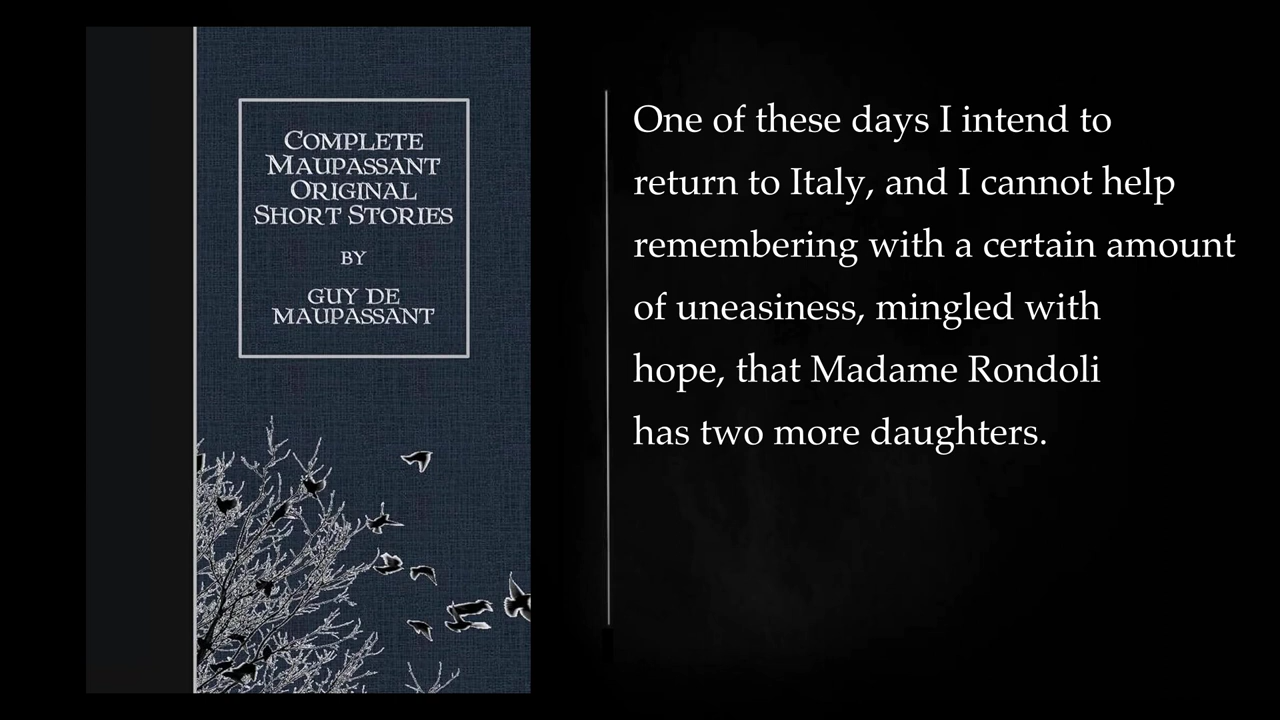 COMPLETE
MAUPASSANT
ORIGINAL
SHORT STORIES
BY
GUY DE
MAUPASSANT
One of these days I intend to
return to Italy, and I cannot help
remembering with a certain amount
of uneasiness, mingled with
hope, that Madame Rondoli
has two more daughters.